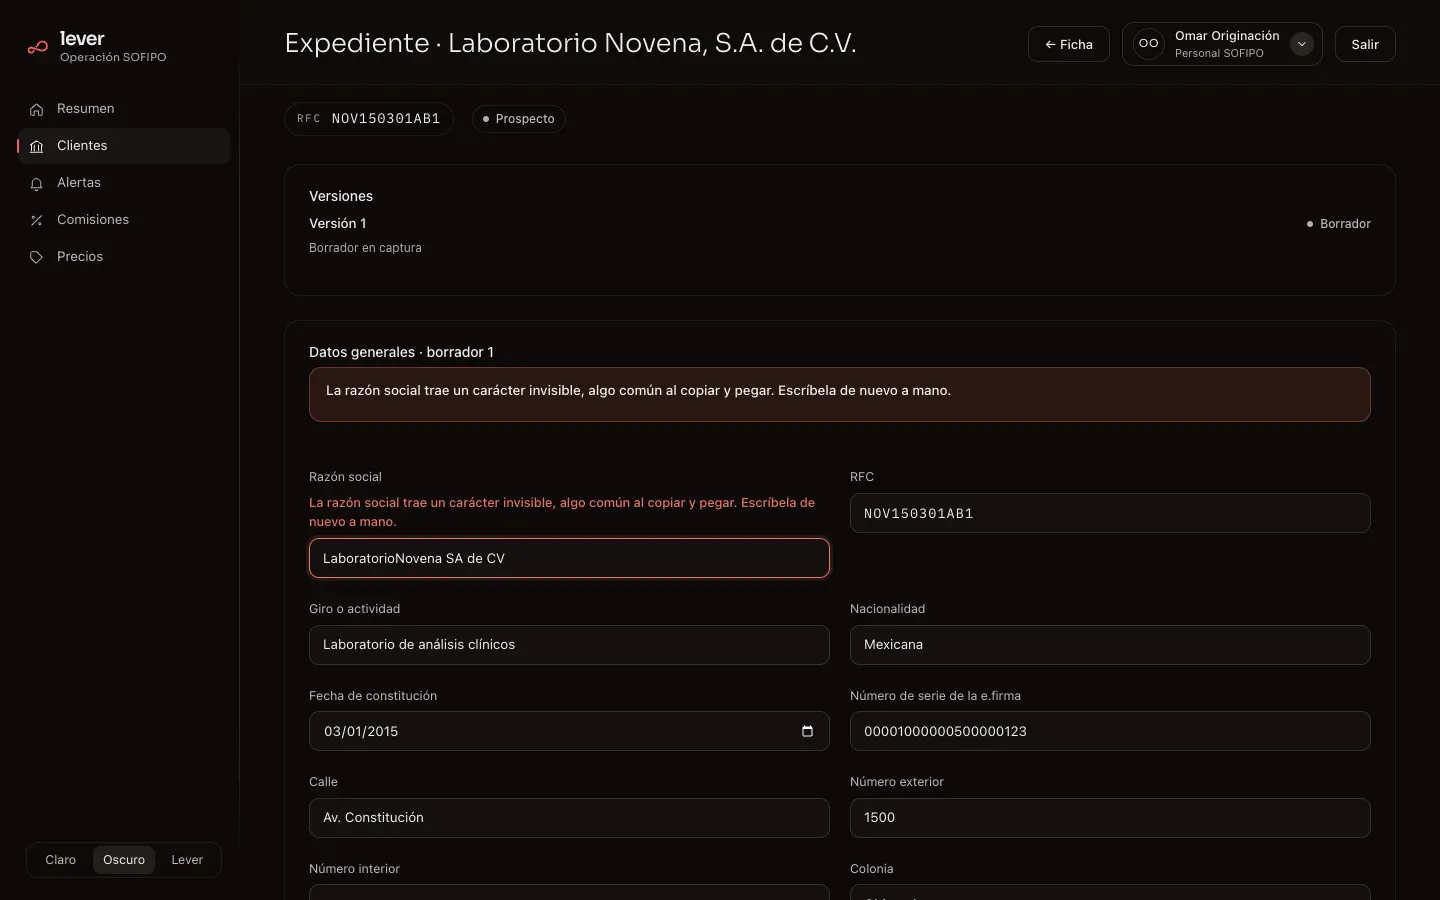 lever
Operación SOFIPO
Resumen
Clientes
Alertas
Comisiones
Precios
Claro
Oscuro
Lever
Expediente · Laboratorio Novena, S.A. de C.V.
← Ficha
OO
Omar Originación
Personal SOFIPO
Salir
RFC NOV150301AB1
Prospecto
Versiones
Versión 1
Borrador
Borrador en captura
Datos generales · borrador 1
La razón social trae un carácter invisible, algo común al copiar y pegar. Escríbela de nuevo a mano.
Razón social
La razón social trae un carácter invisible, algo común al copiar y pegar. Escríbela de
nuevo a mano.
LaboratorioNovena SA de CV
RFC
NOV150301AB1
Giro o actividad
Laboratorio de análisis clínicos
Nacionalidad
Mexicana
Fecha de constitución
03/01/2015
Número de serie de la e.firma
00001000000500000123
Calle
Av. Constitución
Número exterior
1500
Número interior
Colonia